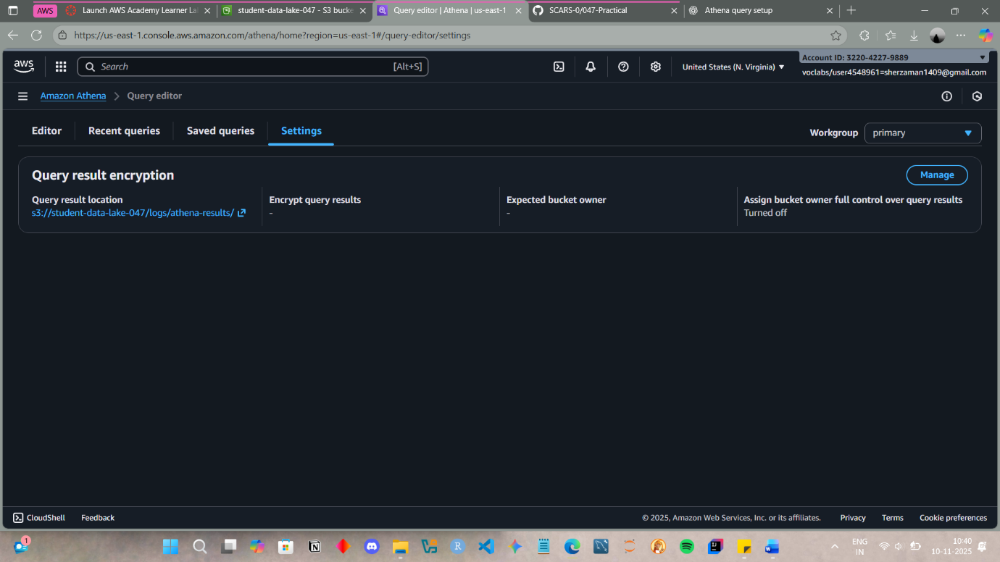 AWS
Launch AWS Academy Learner La
student-data-lake-047 - S3 bucke
Query editor | Athena | us-east-1
SCARS-0/047-Practical
Athena query setup
https://us-east-1.console.aws.amazon.com/athena/home?region=us-east-1#/query-editor/settings
aws
Search
[Alt+S]
United States (N. Virginia)
Account ID: 3220-4227-9889
voclabs/user4548961=sherzaman1409@gmail.com
Amazon Athena
Query editor
Editor
Recent queries
Saved queries
Settings
Workgroup
primary
Query result encryption
Manage
Query result location
s3://student-data-lake-047/logs/athena-results/
Encrypt query results
-
Expected bucket owner
-
Assign bucket owner full control over query results
Turned off
CloudShell
Feedback
© 2025, Amazon Web Services, Inc. or its affiliates.
Privacy
Terms
Cookie preferences
1
ENG
IN
10:40
10-11-2025